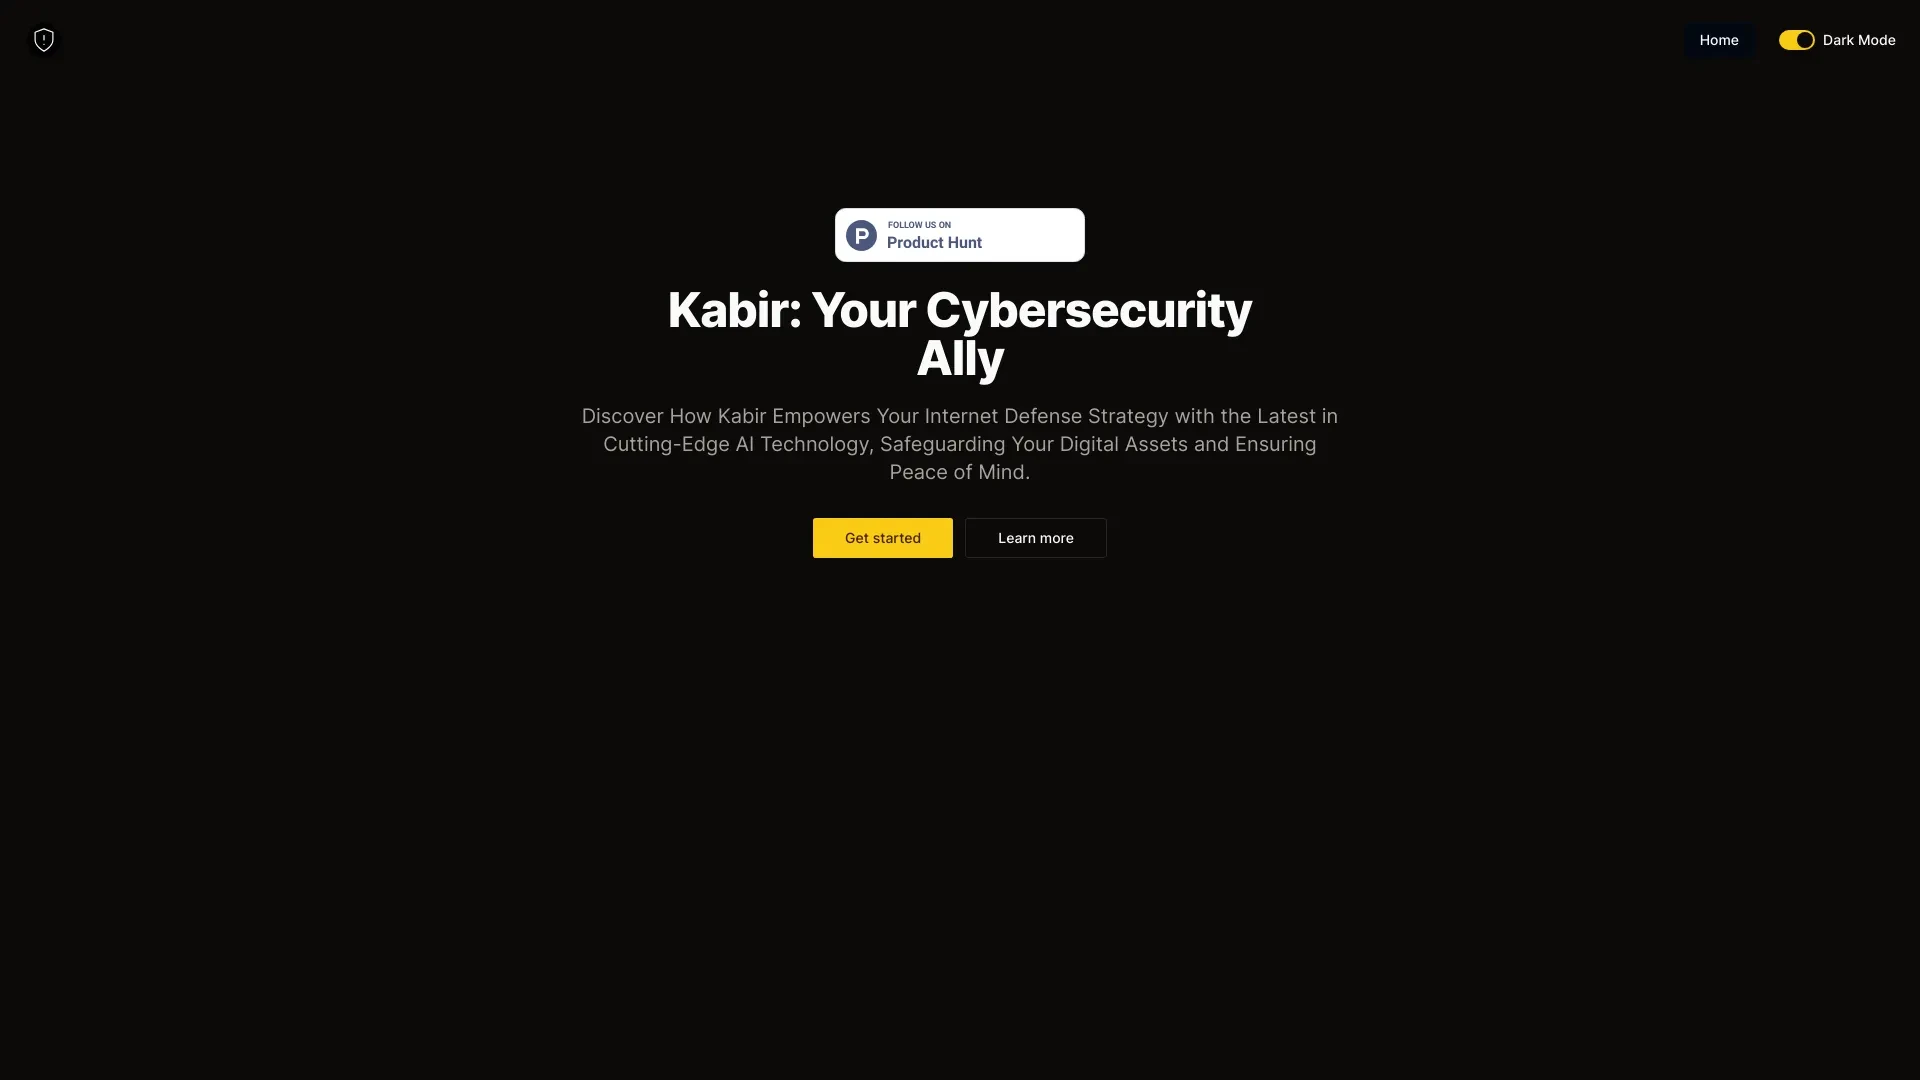 Home
Dark Mode
FOLLOW US ON
Product Hunt
Kabir: Your Cybersecurity
Ally
Discover How Kabir Empowers Your Internet Defense Strategy with the Latest in
Cutting-Edge AI Technology, Safeguarding Your Digital Assets and Ensuring
Peace of Mind.
Get started
Learn more